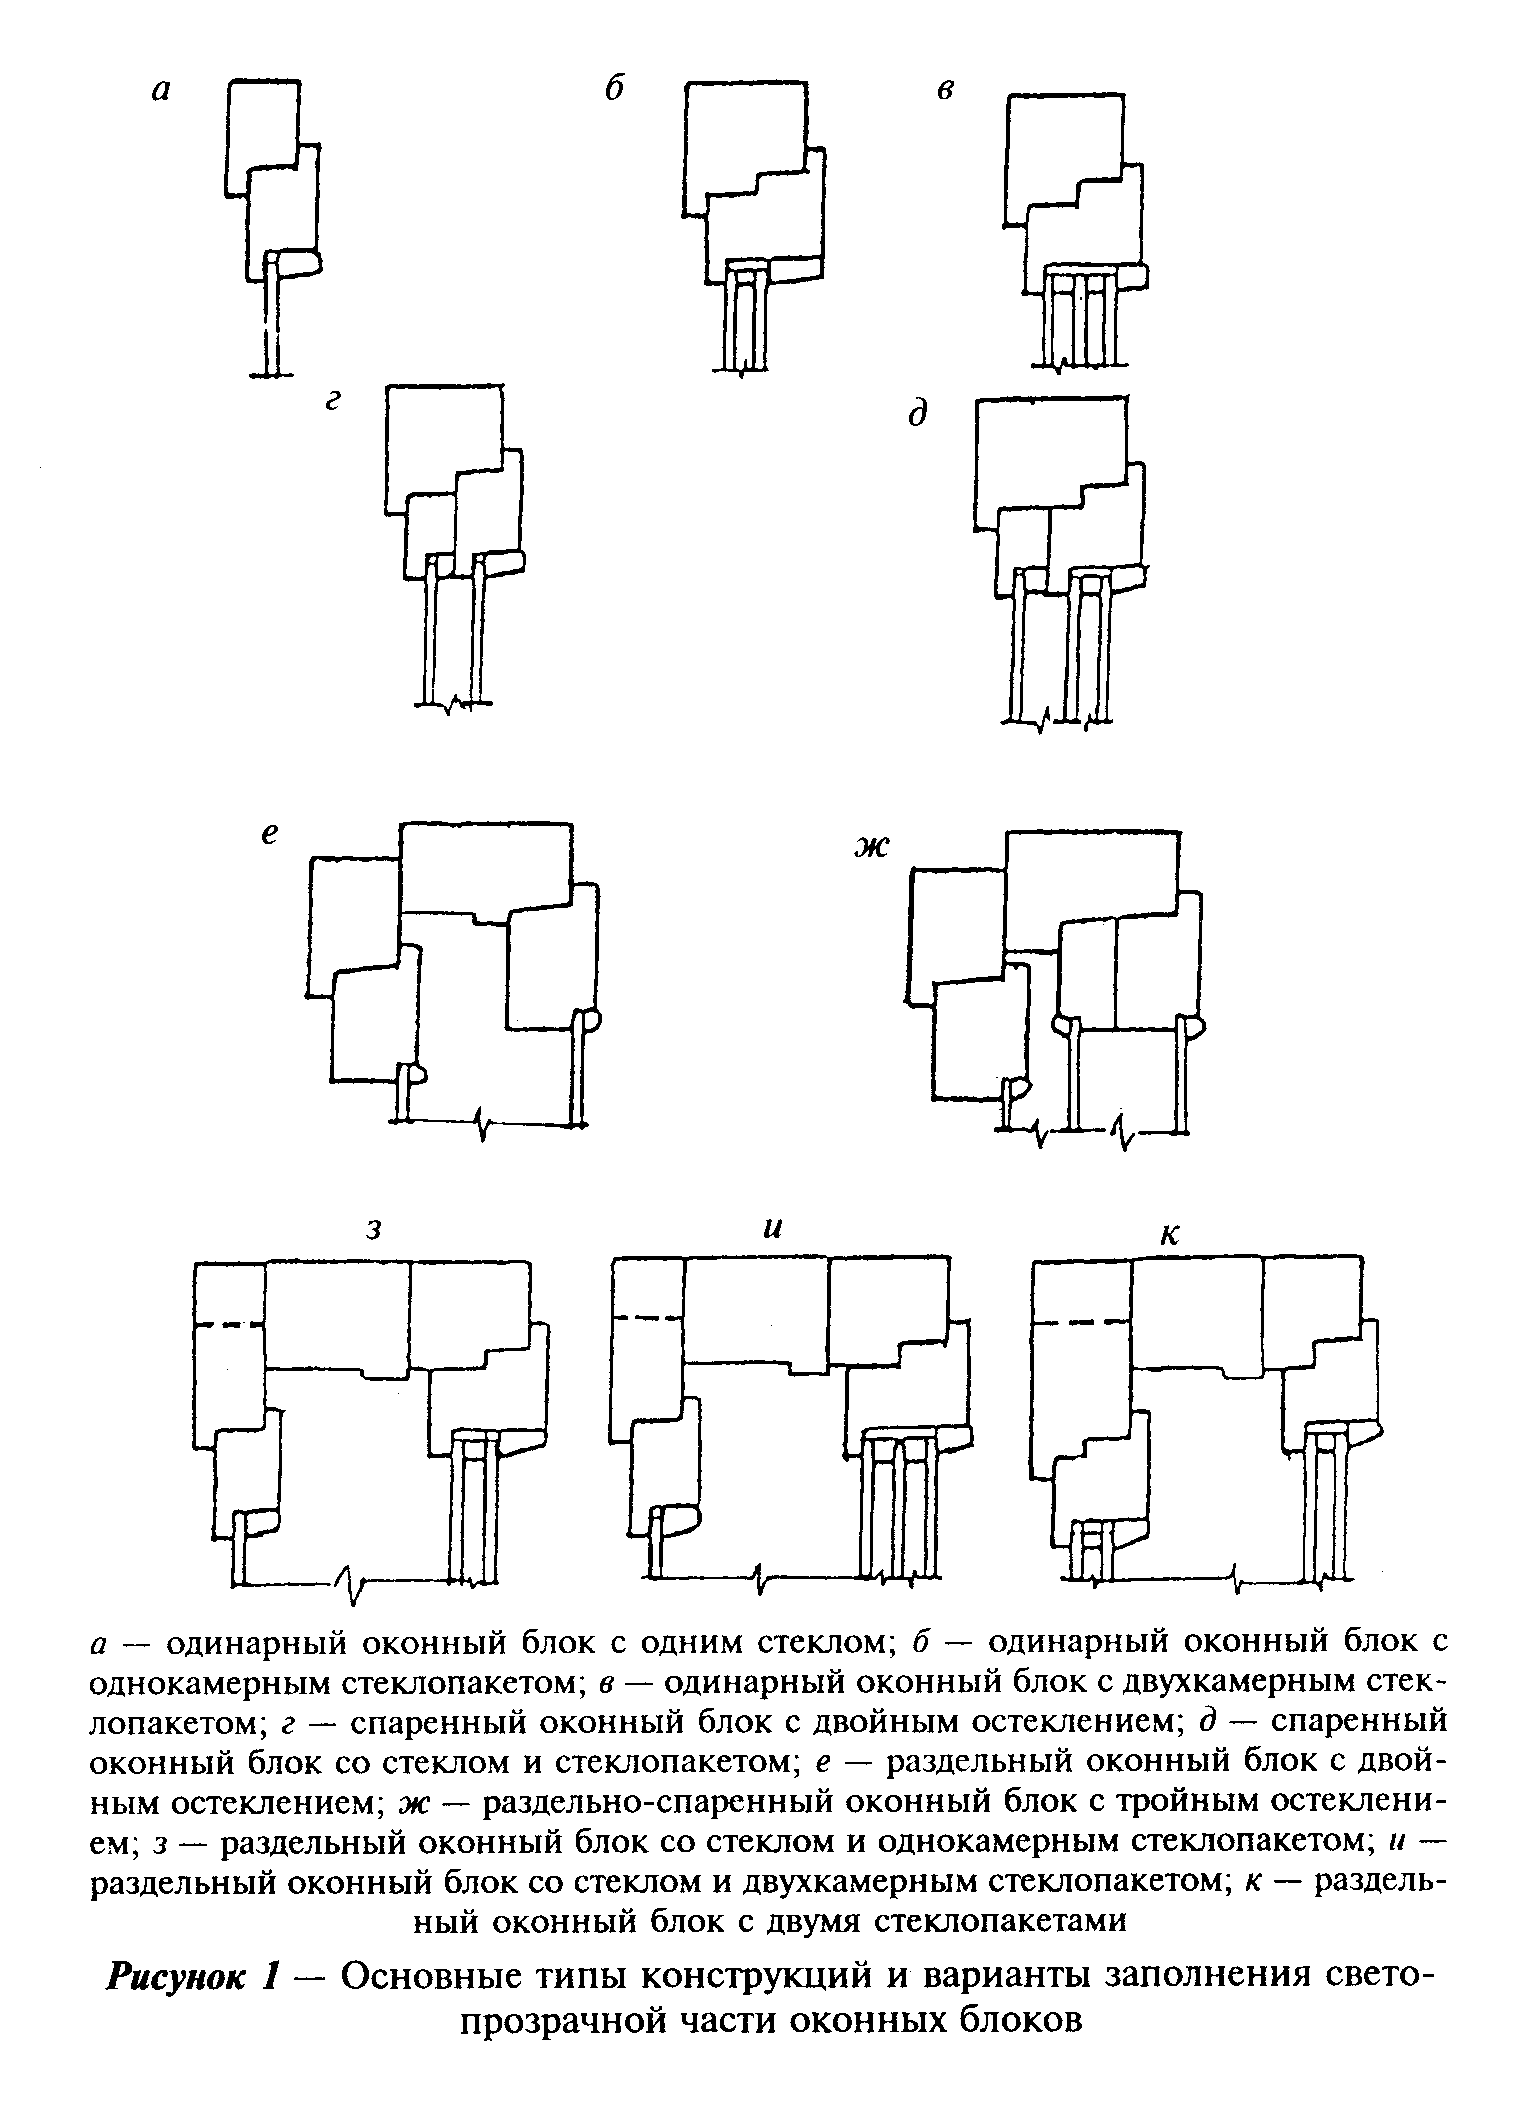 а
б
в
г
д
е
ж
з
и
к
а — одинарный оконный блок с одним стеклом; б — одинарный оконный блок с
однокамерным стеклопакетом; в — одинарный оконный блок с двухкамерным стек-
лопакетом; г — спаренный оконный блок с двойным остеклением; д — спаренный
оконный блок со стеклом и стеклопакетом; е — раздельный оконный блок с двой-
ным остеклением; ж — раздельно-спаренный оконный блок с тройным остеклени-
ем; з — раздельный оконный блок со стеклом и однокамерным стеклопакетом; и —
раздельный оконный блок со стеклом и двухкамерным стеклопакетом; к — раздель-
ный оконный блок с двумя стеклопакетами
Рисунок 1 — Основные типы конструкций и варианты заполнения свето-
прозрачной части оконных блоков